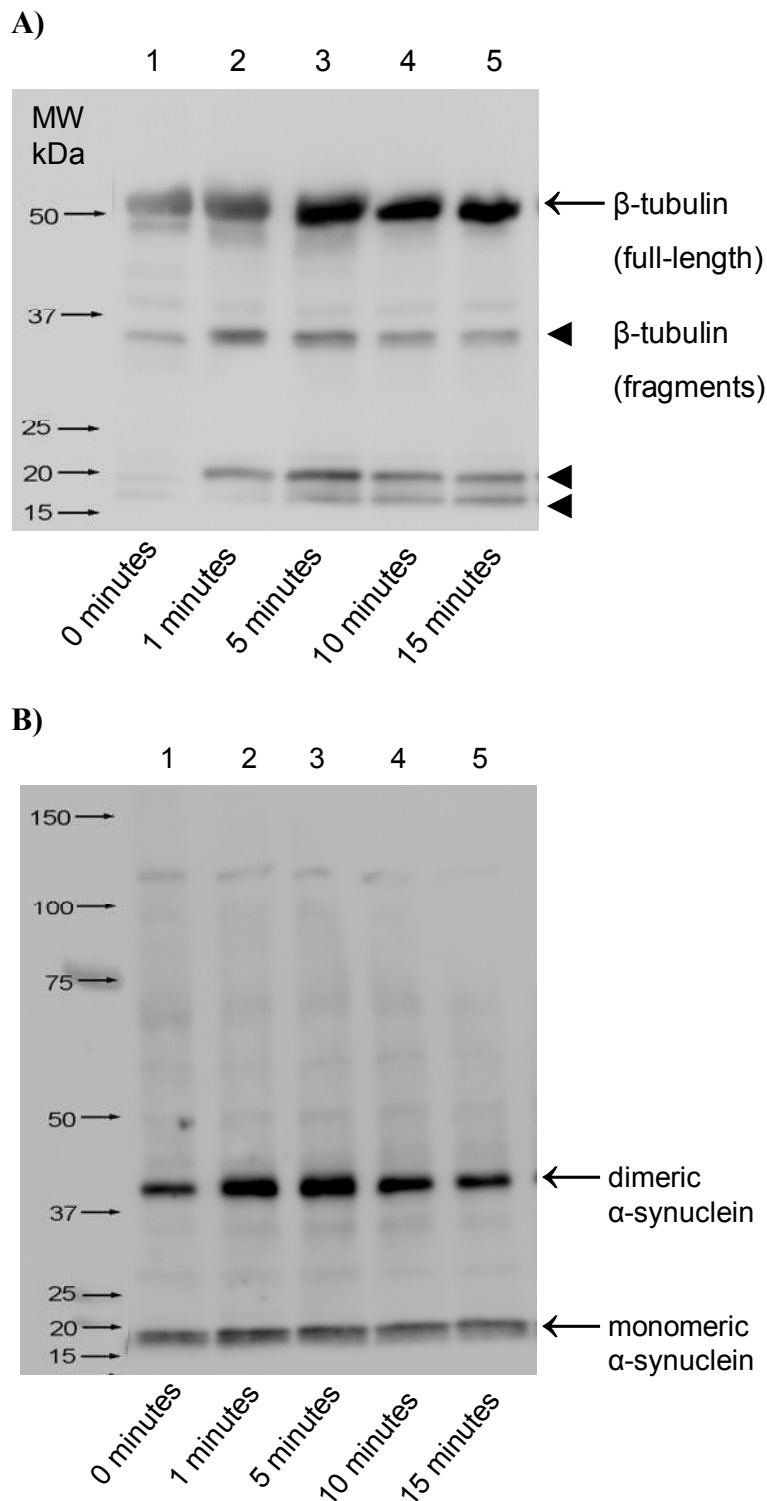 A)
1 2 3 4 5
MW
kDa
50
β-tubulin
(full-length)
37
β-tubulin
(fragments)
25
20
15
0 minutes
1 minutes
5 minutes
10 minutes
15 minutes
B)
1 2 3 4 5
150
100
75
50
dimeric
α-synuclein
37
25
20
monomeric
α-synuclein
15
0 minutes
1 minutes
5 minutes
10 minutes
15 minutes